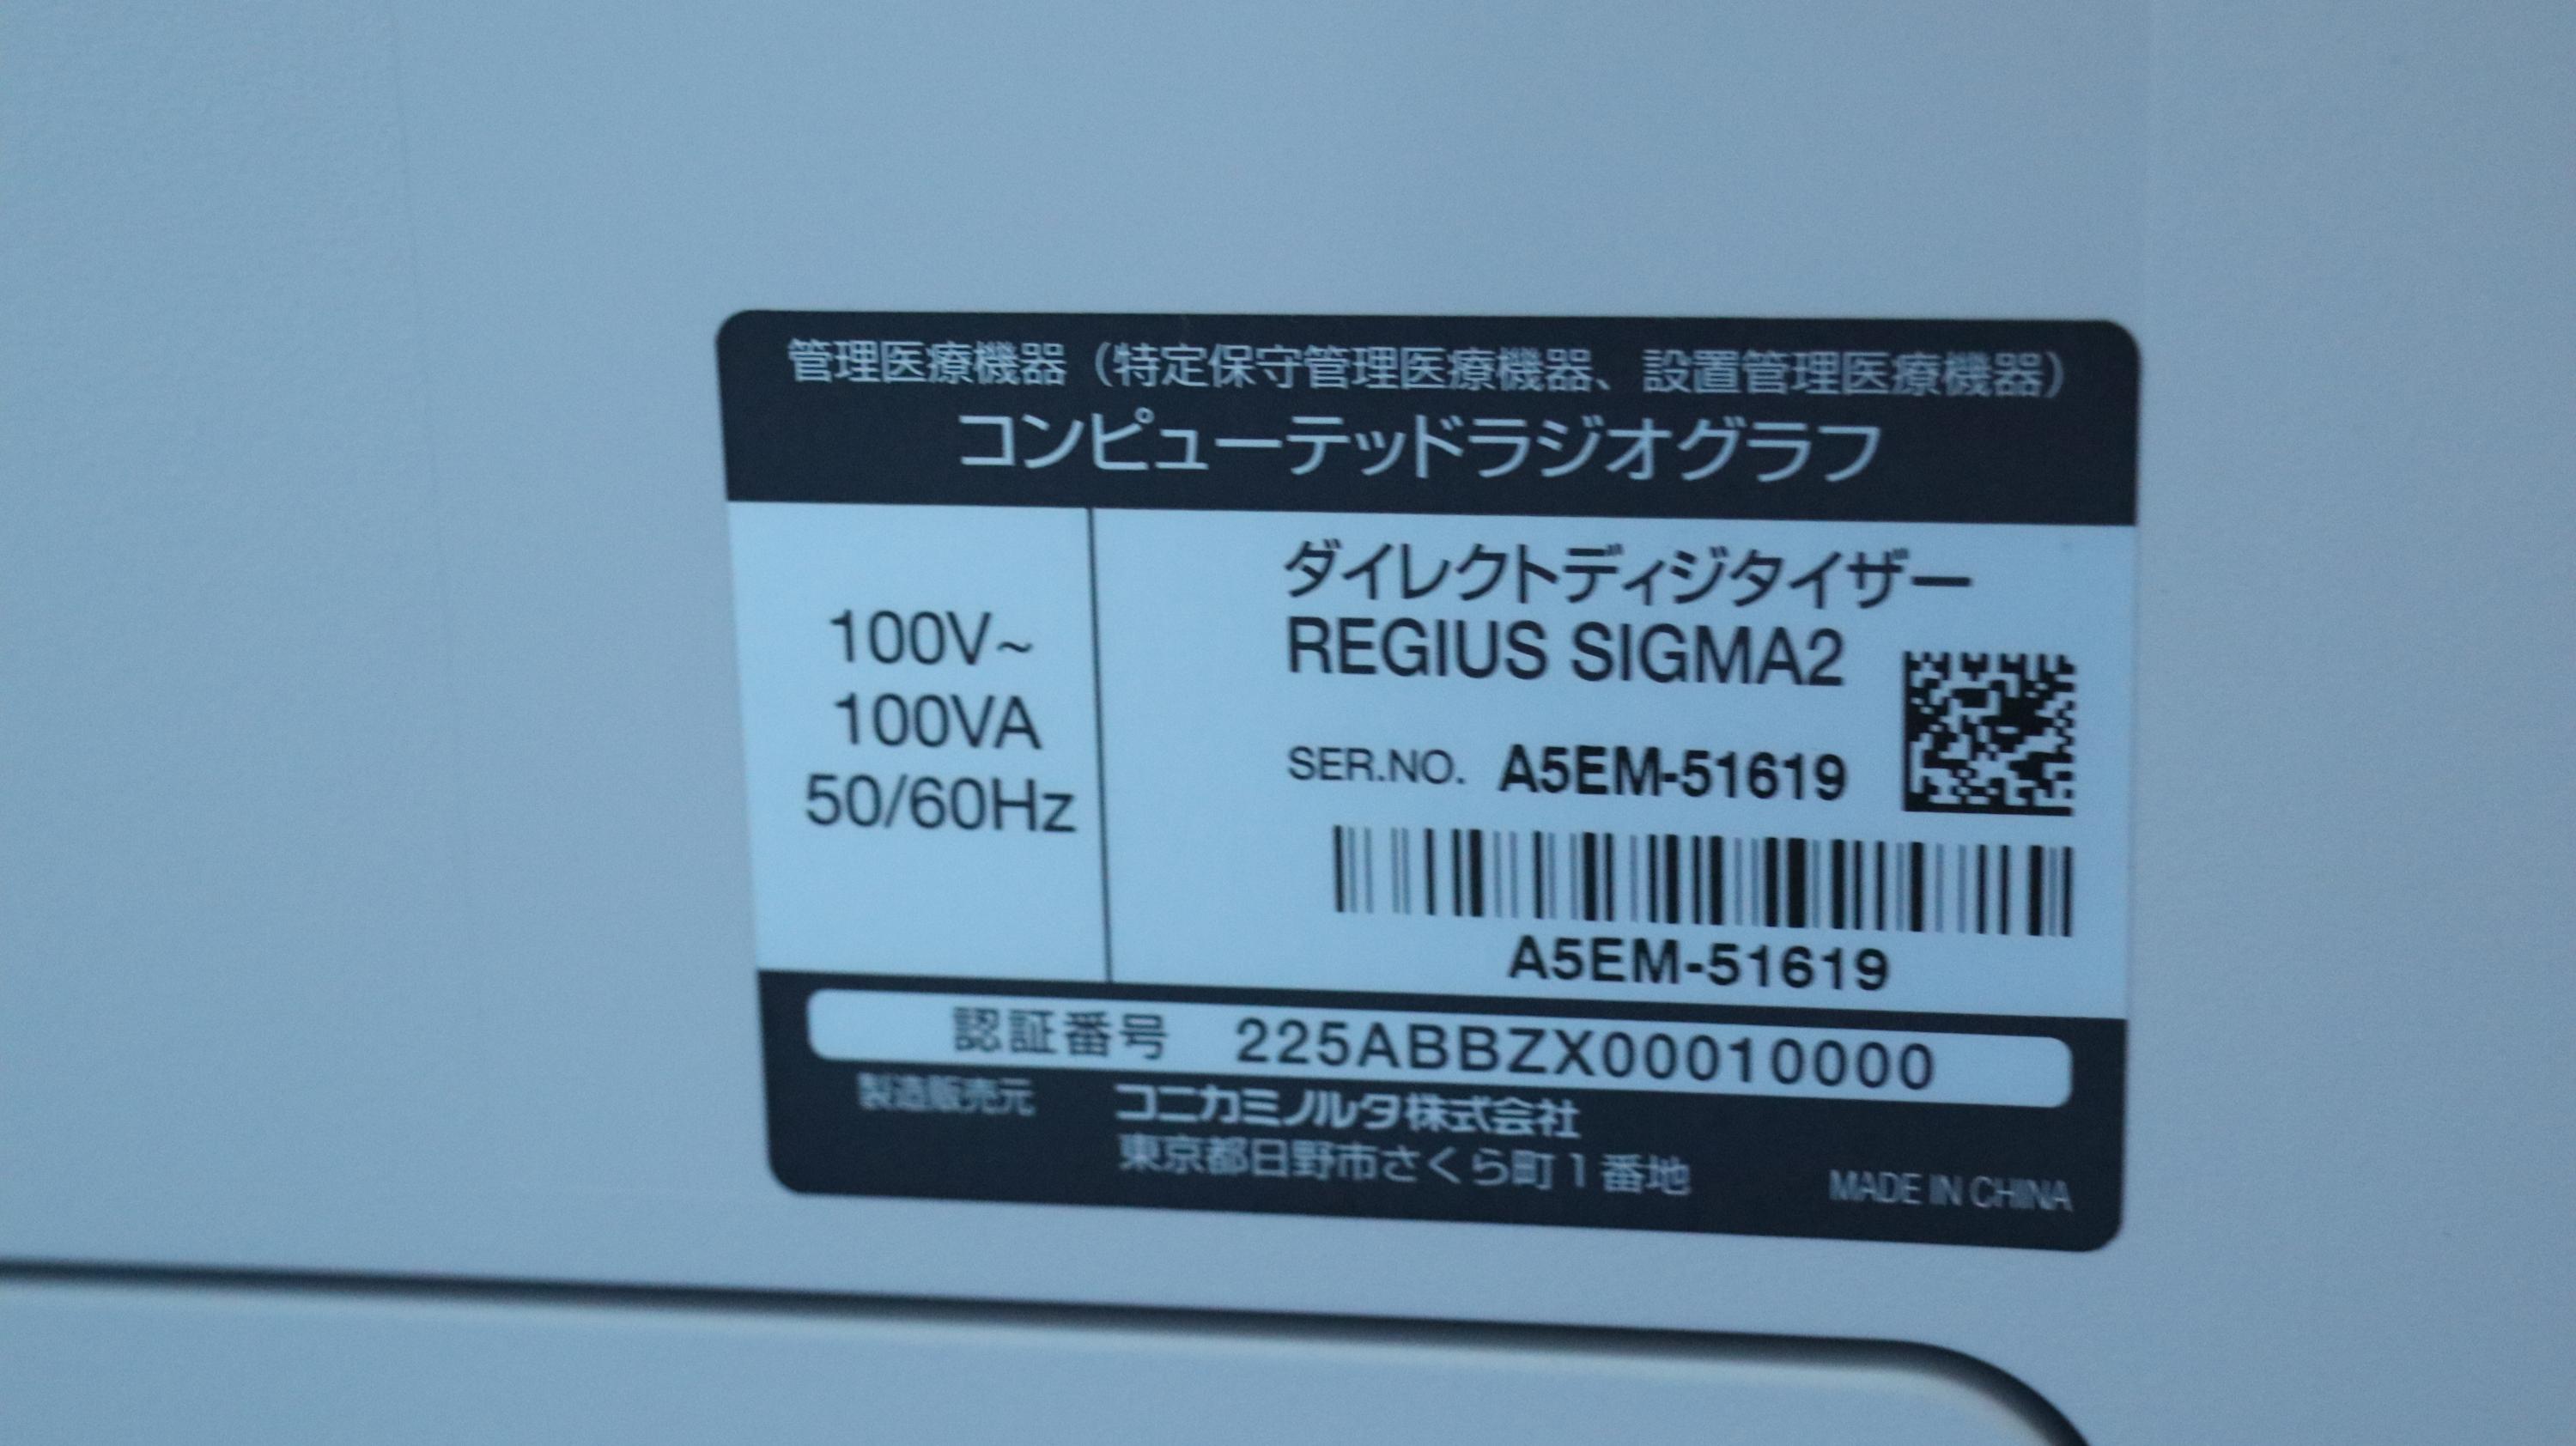 管理医療機器（特定保守管理医療機器、設置管理医療機器）
コンピューテッドラジオグラフ
100V~
100VA
50/60Hz
ダイレクトディジタイザー
REGIUS SIGMA2
SER.NO. A5EM-51619
A5EM-51619
認証番号 225ABBZX00010000
製造販売元 コニカミノルタ株式会社
東京都日野市さくら町1番地
MADE IN CHINA